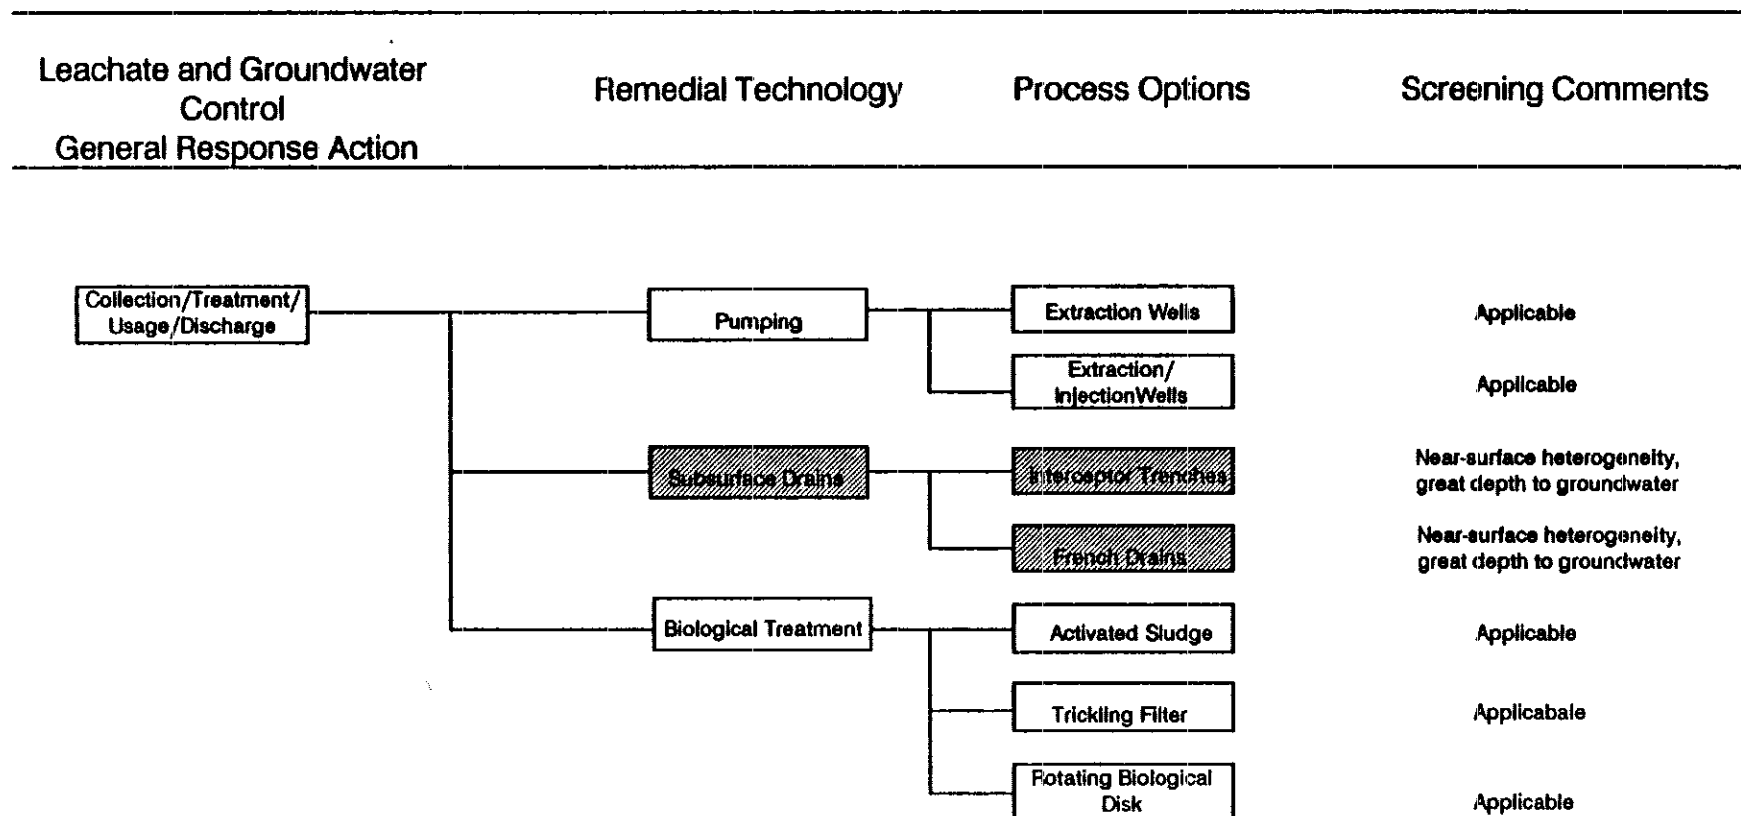 Leachate and Groundwater
Control
General Response Action
Remedial Technology
Process Options
Screening Comments
Collection/Treatment/
Usage/Discharge
Pumping
Extraction Wells
Applicable
Extraction/
InjectionWells
Applicable
Subsurface Drains
Interceptor Trenches
Near-surface heterogeneity,
great depth to groundwater
French Drains
Near-surface heterogeneity,
great depth to groundwater
Biological Treatment
Activated Sludge
Applicable
Trickling Filter
Applicabale
Rotating Biological
Disk
Applicable